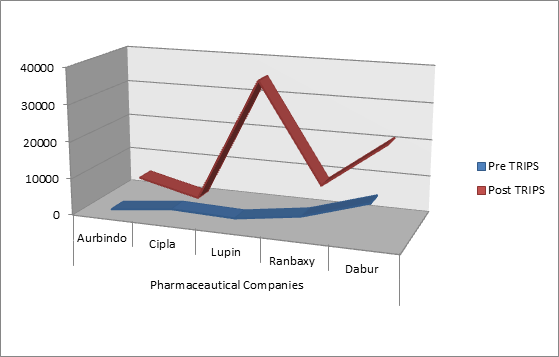 40000
30000
20000
10000
0
Aurbindo
Cipla
Lupin
Ranbaxy
Dabur
Pharmaceautical Companies
Pre TRIPS
Post TRIPS